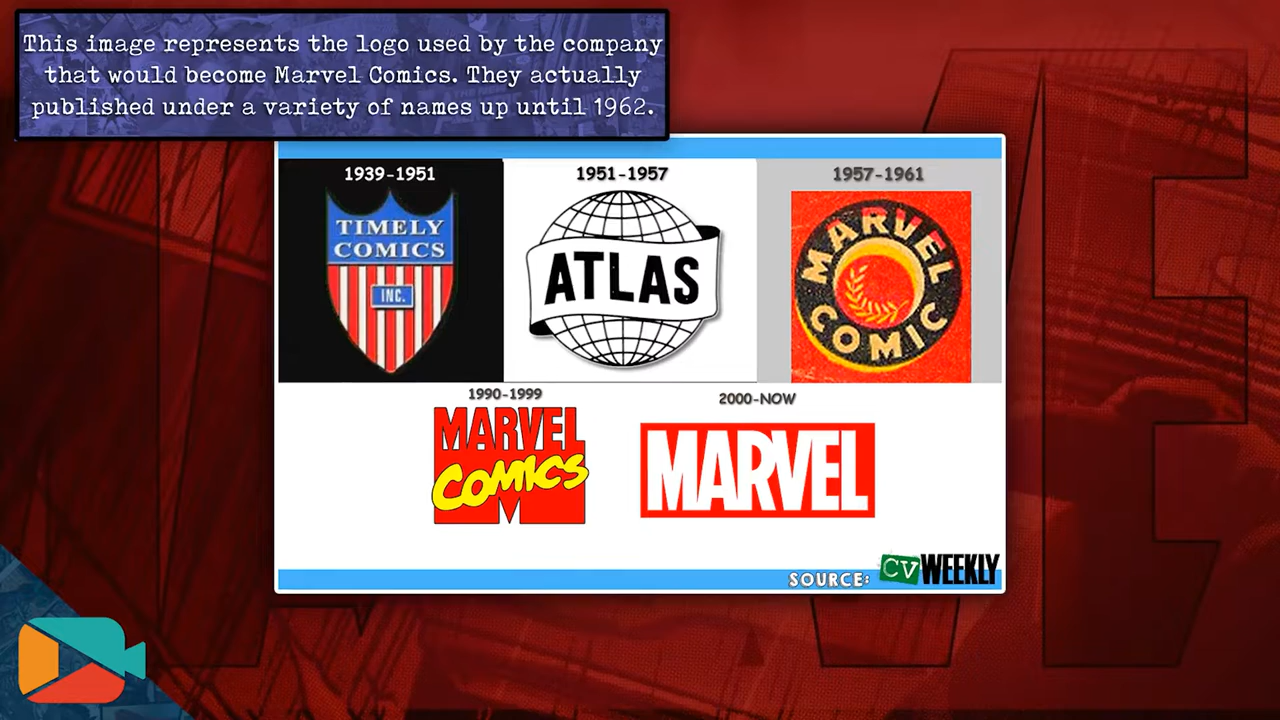 This image represents the logo used by the company
that would become Marvel Comics. They actually
published under a variety of names up until 1962.
1939-1951
1951-1957
1957-1961
TIMELY
COMICS
INC.
ATLAS
MARVEL
COMIC
1990-1999
2000-NOW
MARVEL
COMICS
MARVEL
SOURCE: CV WEEKLY